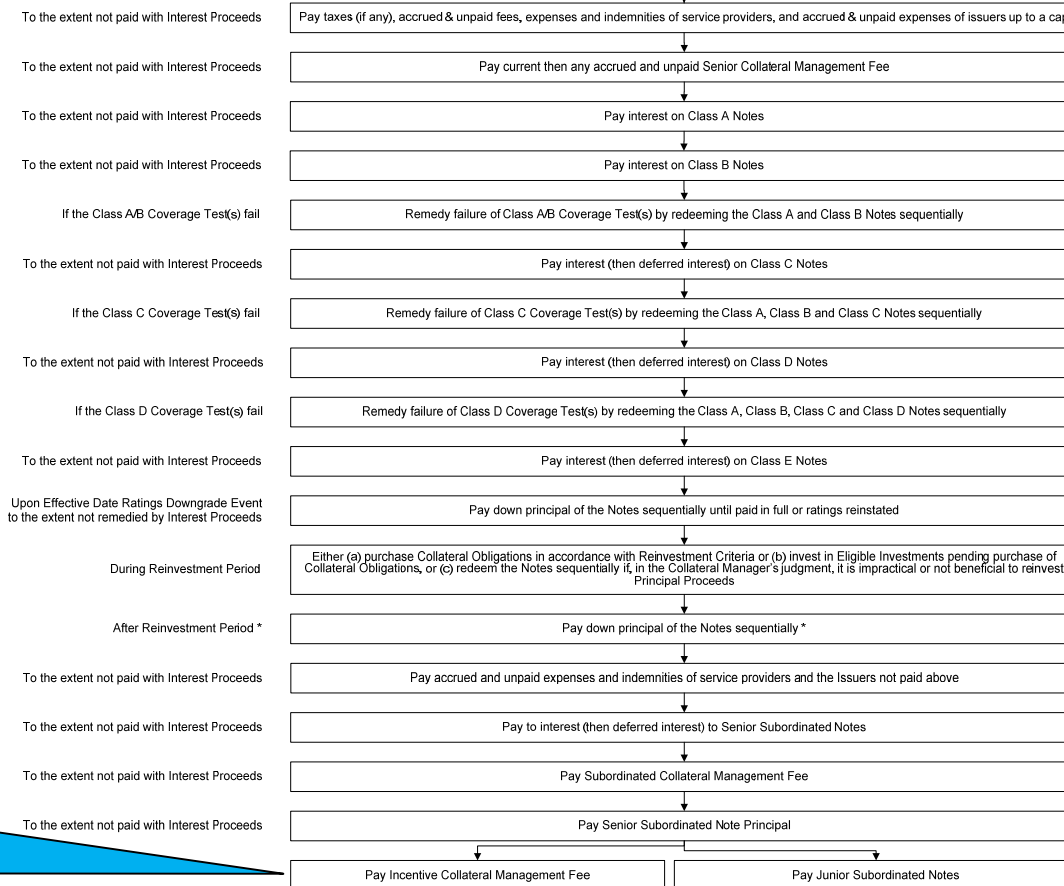 To the extent not paid with Interest Proceeds
Pay taxes (if any), accrued & unpaid fees, expenses and indemnities of service providers, and accrued & unpaid expenses of issuers up to a cap
To the extent not paid with Interest Proceeds
Pay current then any accrued and unpaid Senior Collateral Management Fee
To the extent not paid with Interest Proceeds
Pay interest on Class A Notes
To the extent not paid with Interest Proceeds
Pay interest on Class B Notes
If the Class A/B Coverage Test(s) fail
Remedy failure of Class A/B Coverage Test(s) by redeeming the Class A and Class B Notes sequentially
To the extent not paid with Interest Proceeds
Pay interest (then deferred interest) on Class C Notes
If the Class C Coverage Test(s) fail
Remedy failure of Class C Coverage Test(s) by redeeming the Class A, Class B and Class C Notes sequentially
To the extent not paid with Interest Proceeds
Pay interest (then deferred interest) on Class D Notes
If the Class D Coverage Test(s) fail
Remedy failure of Class D Coverage Test(s) by redeeming the Class A, Class B, Class C and Class D Notes sequentially
To the extent not paid with Interest Proceeds
Pay interest (then deferred interest) on Class E Notes
Upon Effective Date Ratings Downgrade Event
to the extent not remedied by Interest Proceeds
Pay down principal of the Notes sequentially until paid in full or ratings reinstated
During Reinvestment Period
Either (a) purchase Collateral Obligations in accordance with Reinvestment Criteria or (b) invest in Eligible Investments pending purchase of
Collateral Obligations, or (c) redeem the Notes sequentially if, in the Collateral Manager's judgment, it is impractical or not beneficial to reinvest
Principal Proceeds
After Reinvestment Period *
Pay down principal of the Notes sequentially *
To the extent not paid with Interest Proceeds
Pay accrued and unpaid expenses and indemnities of service providers and the Issuers not paid above
To the extent not paid with Interest Proceeds
Pay to interest (then deferred interest) to Senior Subordinated Notes
To the extent not paid with Interest Proceeds
Pay Subordinated Collateral Management Fee
To the extent not paid with Interest Proceeds
Pay Senior Subordinated Note Principal
Pay Incentive Collateral Management Fee
Pay Junior Subordinated Notes